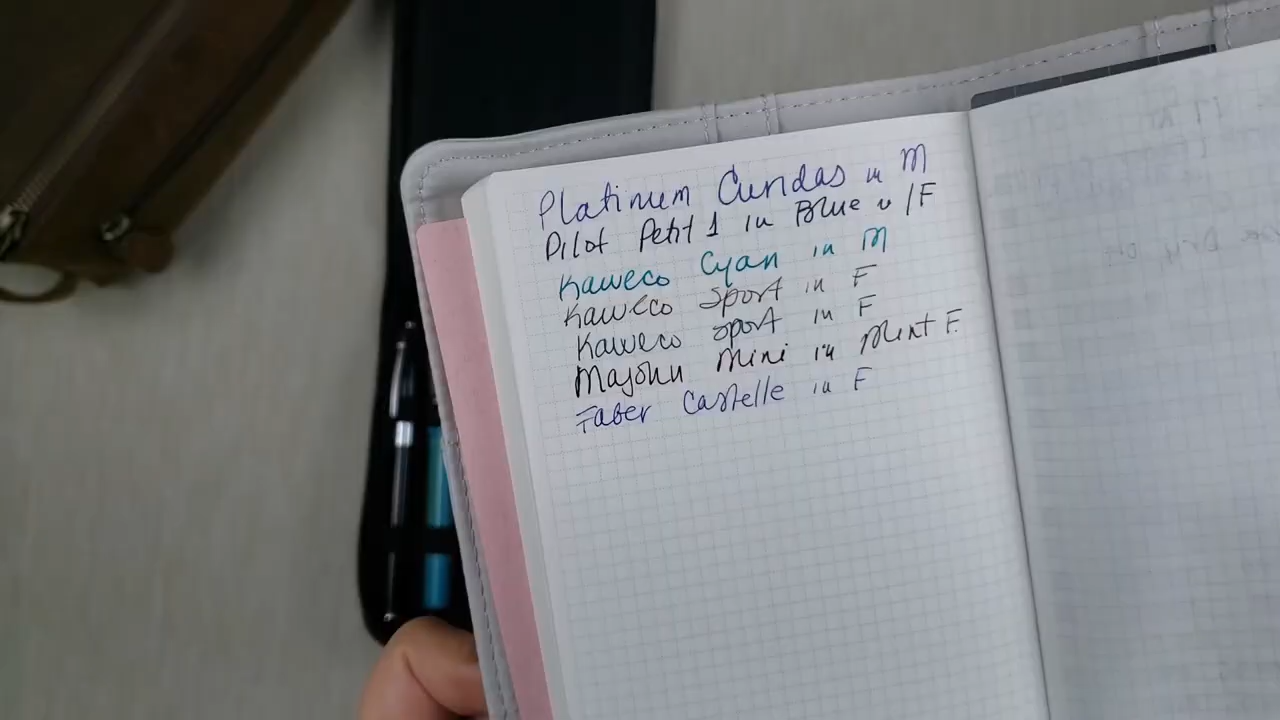 Platinum Curidas in M
Pilot Petit 1 in Blue in /F
Kaweco Cyan in M
Kaweco Sport in F
Kaweco Sport in F
Majohn Mini in Mint F.
Faber Castelle in F